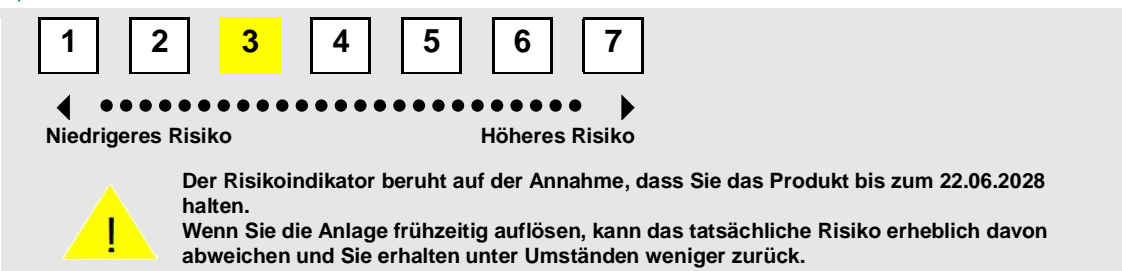 1 2 3 4 5 6 7
Niedrigeres Risiko Höheres Risiko
Der Risikoindikator beruht auf der Annahme, dass Sie das Produkt bis zum 22.06.2028
halten.
Wenn Sie die Anlage frühzeitig auflösen, kann das tatsächliche Risiko erheblich davon
abweichen und Sie erhalten unter Umständen weniger zurück.
!